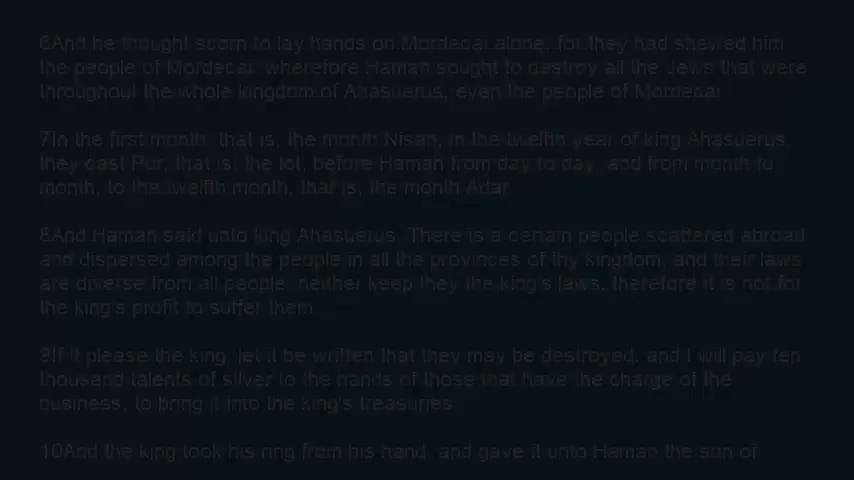 6And he thought scorn to lay hands on Mordecai alone; for they had shewed him
the people of Mordecai: wherefore Haman sought to destroy all the Jews that were
throughout the whole kingdom of Ahasuerus, even the people of Mordecai.
7In the first month, that is, the month Nisan, in the twelfth year of king Ahasuerus,
they cast Pur, that is, the lot, before Haman from day to day, and from month to
month, to the twelfth month, that is, the month Adar.
8And Haman said unto king Ahasuerus, There is a certain people scattered abroad
and dispersed among the people in all the provinces of thy kingdom; and their laws
are diverse from all people; neither keep they the king's laws: therefore it is not for
the king's profit to suffer them.
9If it please the king, let it be written that they may be destroyed: and I will pay ten
thousand talents of silver to the hands of those that have the charge of the
business, to bring it into the king's treasuries.
10And the king took his ring from his hand, and gave it unto Haman the son of